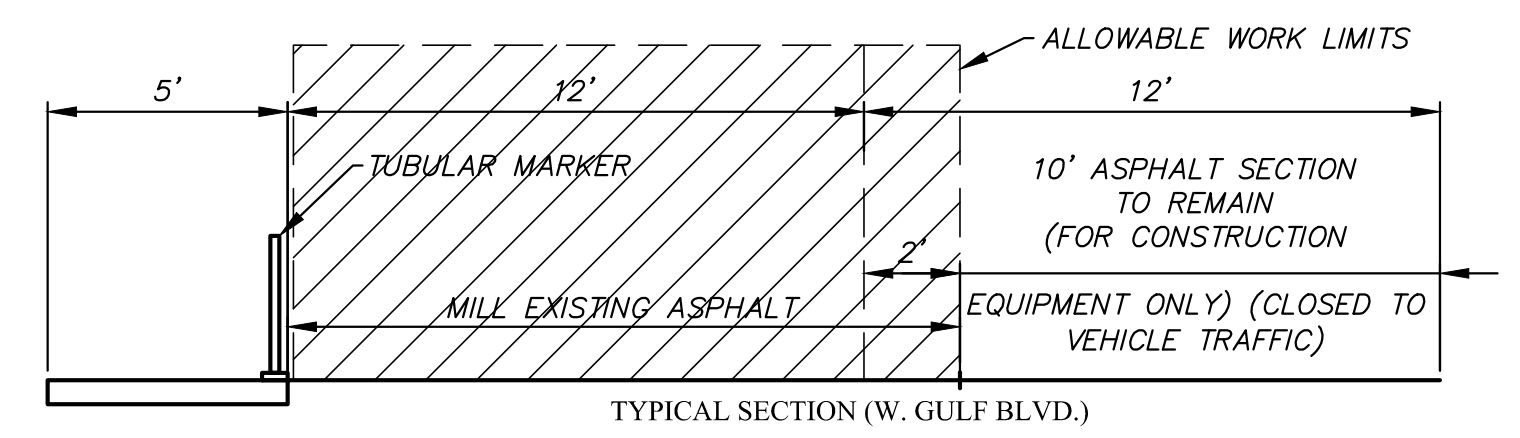 ALLOWABLE WORK LIMITS
5'
12'
12'
TUBULAR MARKER
10' ASPHALT SECTION
TO REMAIN
(FOR CONSTRUCTION
2'
MILL EXISTING ASPHALT
EQUIPMENT ONLY) (CLOSED TO
VEHICLE TRAFFIC)
TYPICAL SECTION (W. GULF BLVD.)